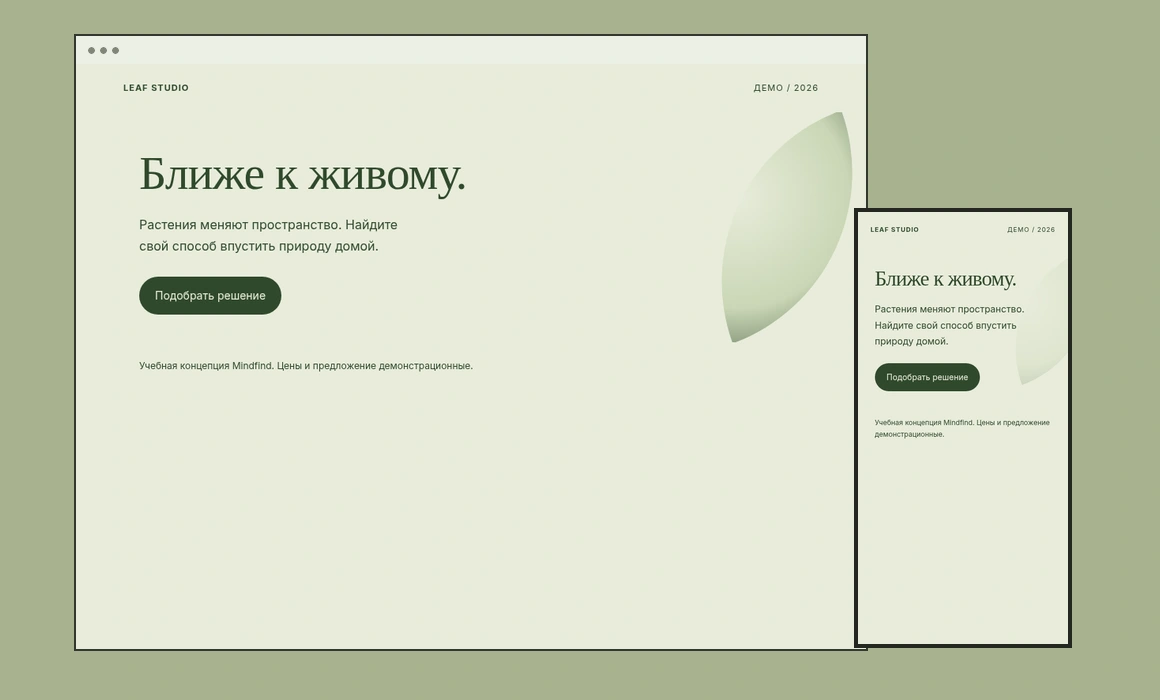 LEAF STUDIO
ДЕМО / 2026
Ближе к живому.
Растения меняют пространство. Найдите
свой способ впустить природу домой.
Подобрать решение
Учебная концепция Mindfind. Цены и предложение демонстрационные.
LEAF STUDIO
ДЕМО / 2026
Ближе к живому.
Растения меняют пространство.
Найдите свой способ впустить
природу домой.
Подобрать решение
Учебная концепция Mindfind. Цены и предложение
демонстрационные.